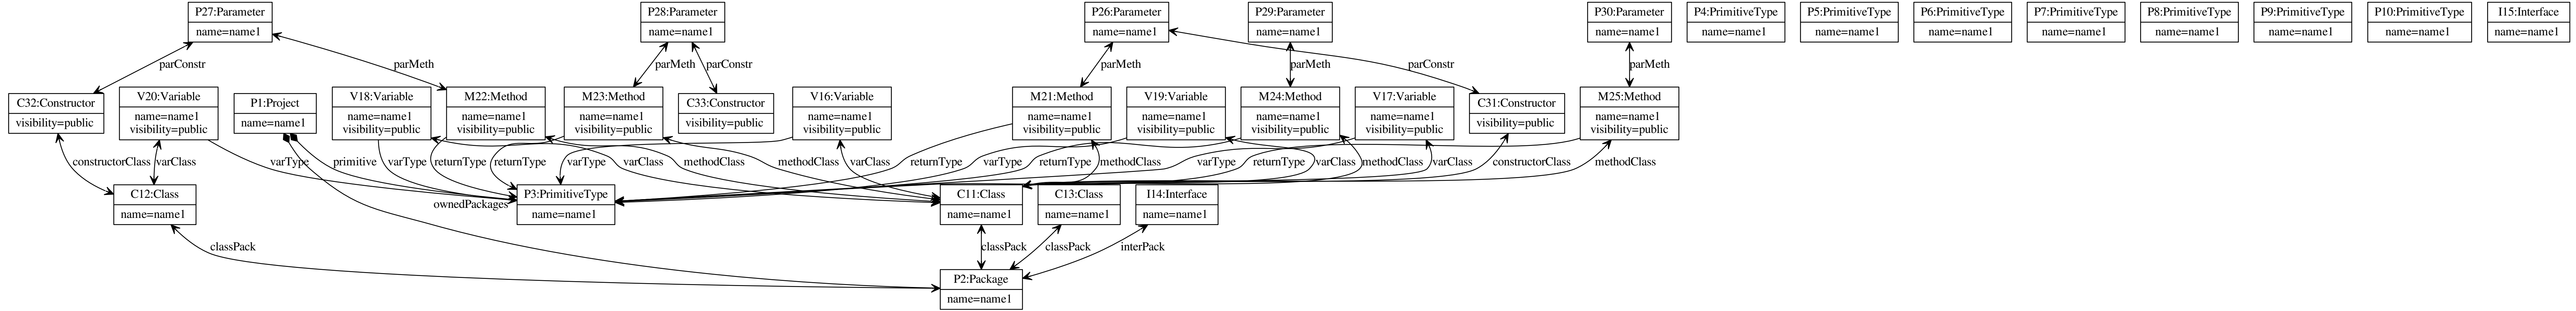 P27:Parameter
name=name1
P28:Parameter
name=name1
P26:Parameter
name=name1
P29:Parameter
name=name1
P30:Parameter
name=name1
P4:PrimitiveType
name=name1
P5:PrimitiveType
name=name1
P6:PrimitiveType
name=name1
P7:PrimitiveType
name=name1
P8:PrimitiveType
name=name1
P9:PrimitiveType
name=name1
P10:PrimitiveType
name=name1
I15:Interface
name=name1
parConstr
parMeth
parMeth
parConstr
parMeth
parMeth
parConstr
parMeth
C32:Constructor
visibility=public
V20:Variable
name=name1
visibility=public
P1:Project
name=name1
V18:Variable
name=name1
visibility=public
M22:Method
name=name1
visibility=public
M23:Method
name=name1
visibility=public
C33:Constructor
visibility=public
V16:Variable
name=name1
visibility=public
M21:Method
name=name1
visibility=public
V19:Variable
name=name1
visibility=public
M24:Method
name=name1
visibility=public
V17:Variable
name=name1
visibility=public
C31:Constructor
visibility=public
M25:Method
name=name1
visibility=public
constructorClass
varClass
varType
primitive
varType
returnType
returnType
varType
varClass
methodClass
methodClass
varClass
returnType
varType
returnType
methodClass
varType
returnType
varClass
methodClass
varClass
constructorClass
methodClass
C12:Class
name=name1
ownedPackages
P3:PrimitiveType
name=name1
C11:Class
name=name1
C13:Class
name=name1
I14:Interface
name=name1
classPack
classPack
classPack
interPack
P2:Package
name=name1